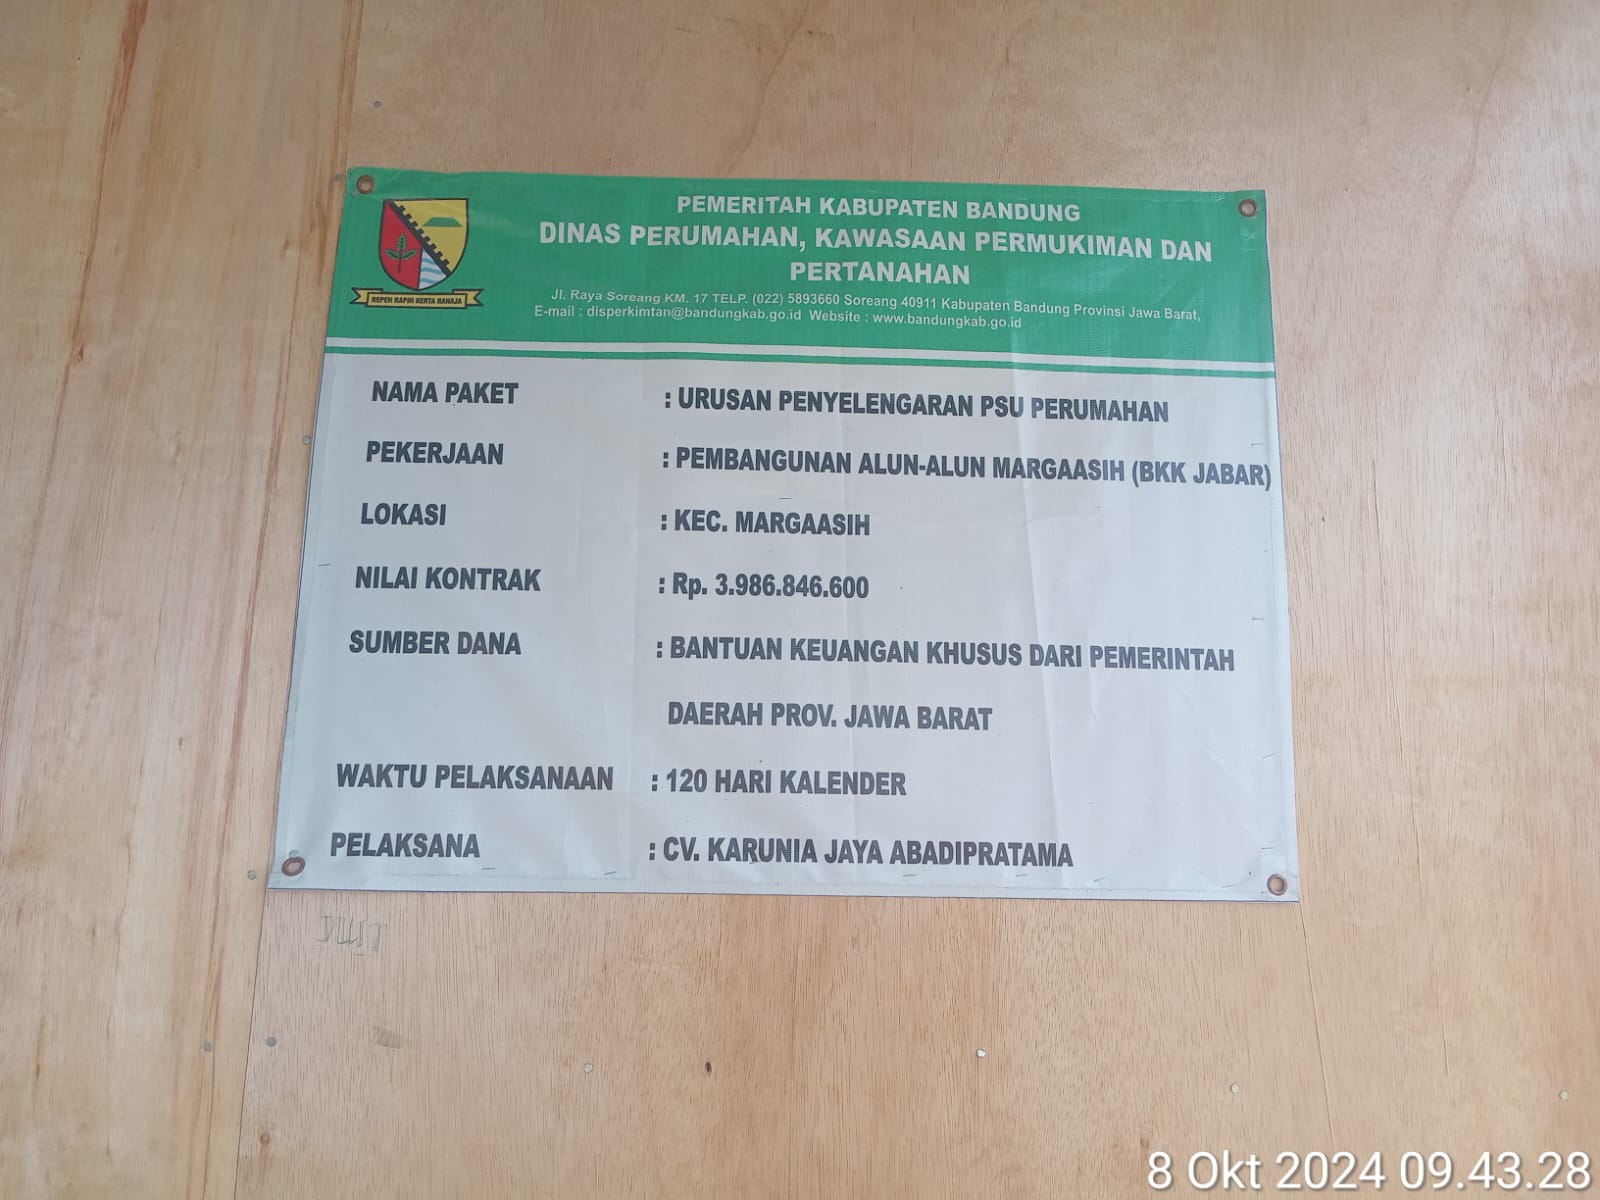 PEMERITAH KABUPATEN BANDUNG
DINAS PERUMAHAN, KAWASAAN PERMUKIMAN DAN
PERTANAHAN
Jl. Raya Soreang KM. 17 TELP. (022) 5893660 Soreang 40911 Kabupaten Bandung Provinsi Jawa Barat,
E-mail : disperkimtan@bandungkab.go.id Website : www.bandungkab.go.id
REPEH RAPIH KERTA RAHAJA
NAMA PAKET : URUSAN PENYELENGARAN PSU PERUMAHAN
PEKERJAAN : PEMBANGUNAN ALUN-ALUN MARGAASIH (BKK JABAR)
LOKASI : KEC. MARGAASIH
NILAI KONTRAK : Rp. 3.986.846.600
SUMBER DANA : BANTUAN KEUANGAN KHUSUS DARI PEMERINTAH
DAERAH PROV. JAWA BARAT
WAKTU PELAKSANAAN : 120 HARI KALENDER
PELAKSANA : CV. KARUNIA JAYA ABADIPRATAMA
8 Okt 2024 09.43.28